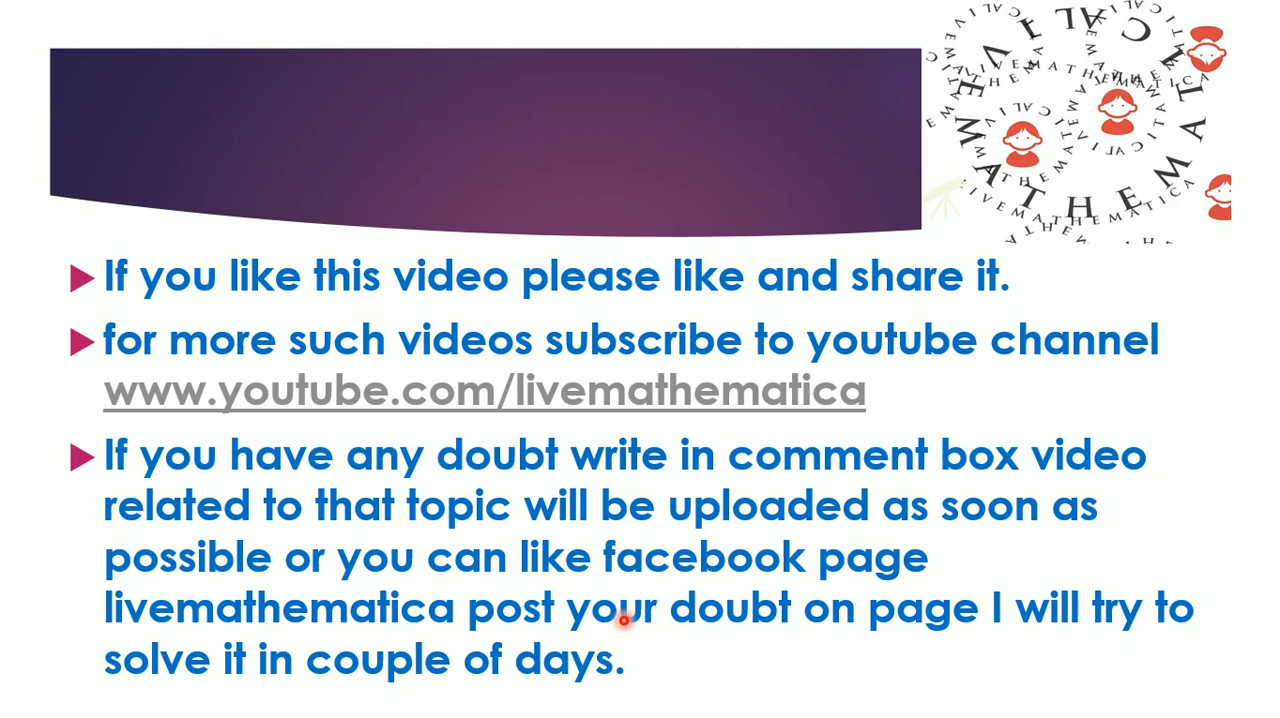 LIVEMATHEMATICA
If you like this video please like and share it.
for more such videos subscribe to youtube channel
www.youtube.com/livemathematica
If you have any doubt write in comment box video
related to that topic will be uploaded as soon as
possible or you can like facebook page
livemathematica post your doubt on page I will try to
solve it in couple of days.